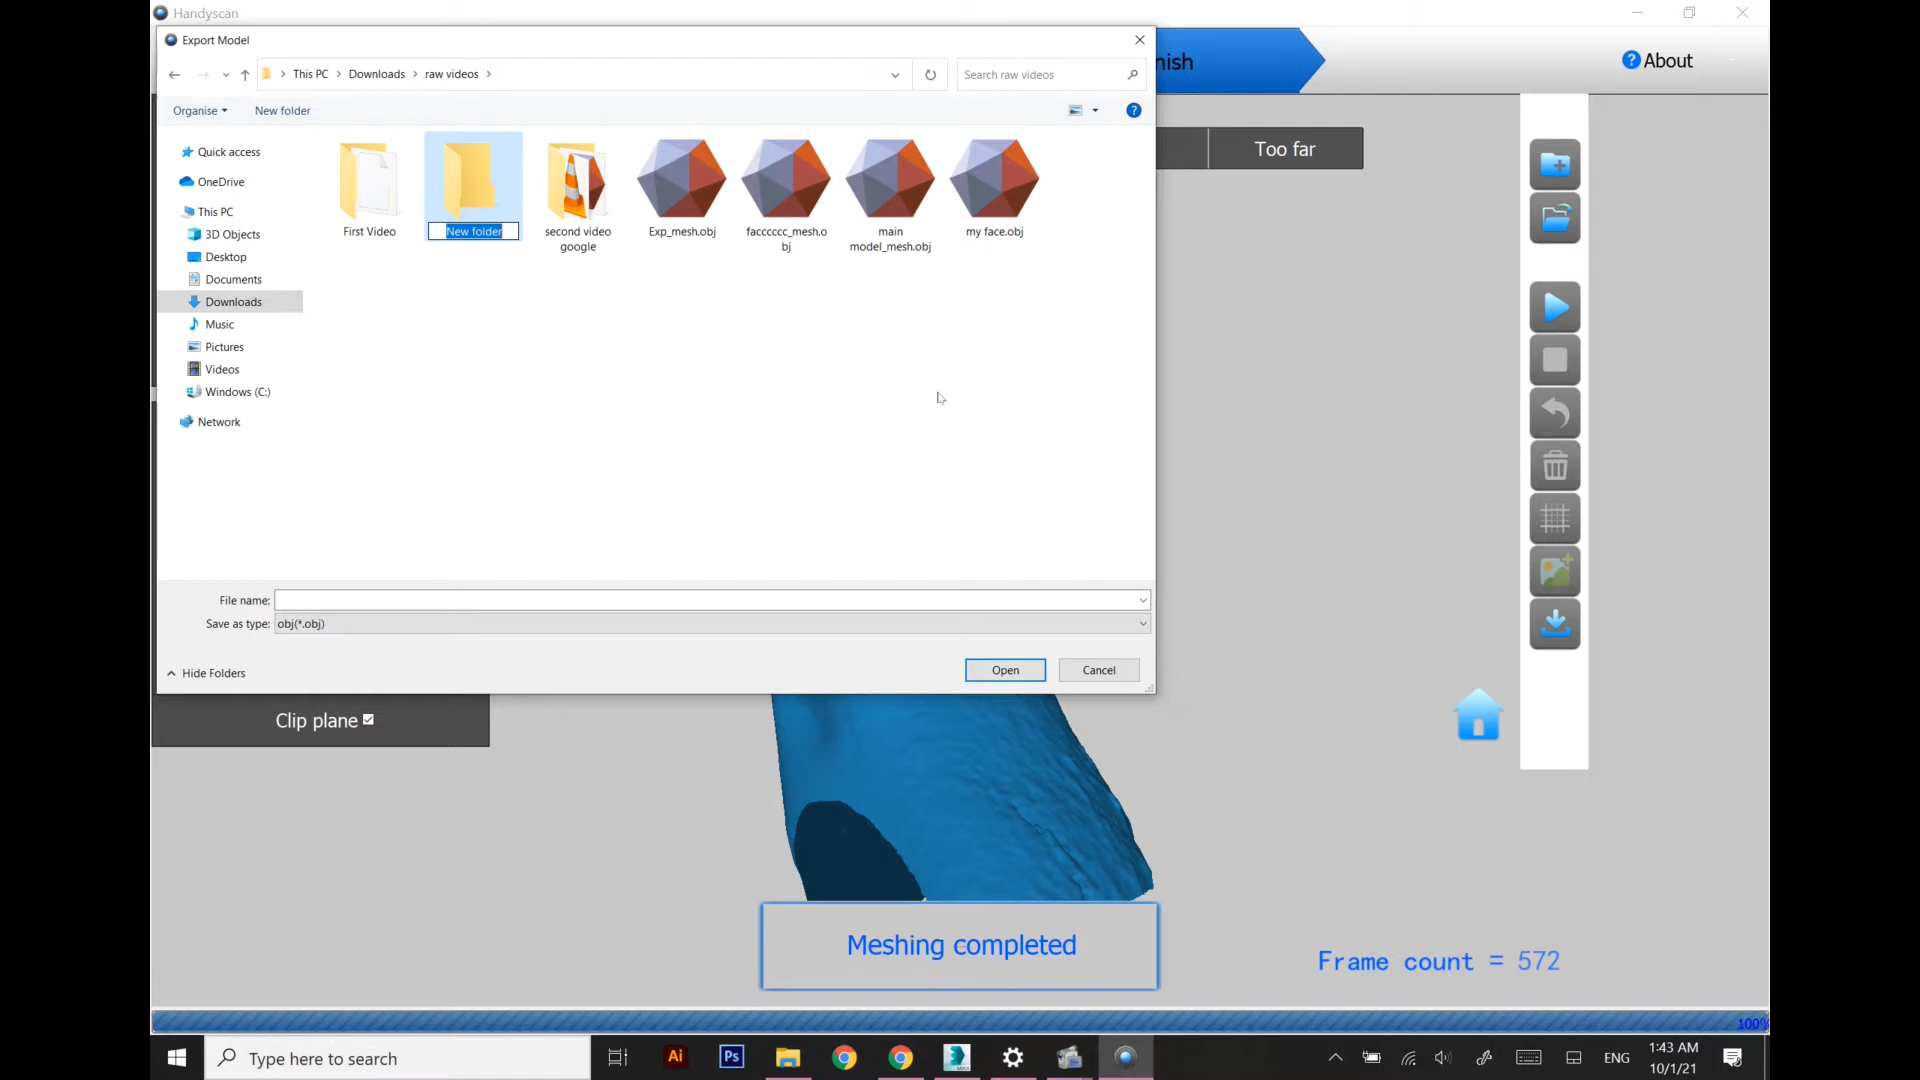 Handyscan
Export Model
This PC > Downloads > raw videos >
Search raw videos
Organise
New folder
About
nish
Too far
Quick access
OneDrive
This PC
3D Objects
Desktop
Documents
Downloads
Music
Pictures
Videos
Windows (C:)
Network
First Video
New folder
second video
google
Exp_mesh.obj
facccccc_mesh.o
bj
main
model_mesh.obj
my face.obj
File name:
Save as type: obj(*.obj)
Hide Folders
Open
Cancel
Clip plane
Meshing completed
Frame count = 572
100%
Type here to search
Ai
Ps
MAX
ENG
1:43 AM
10/1/21